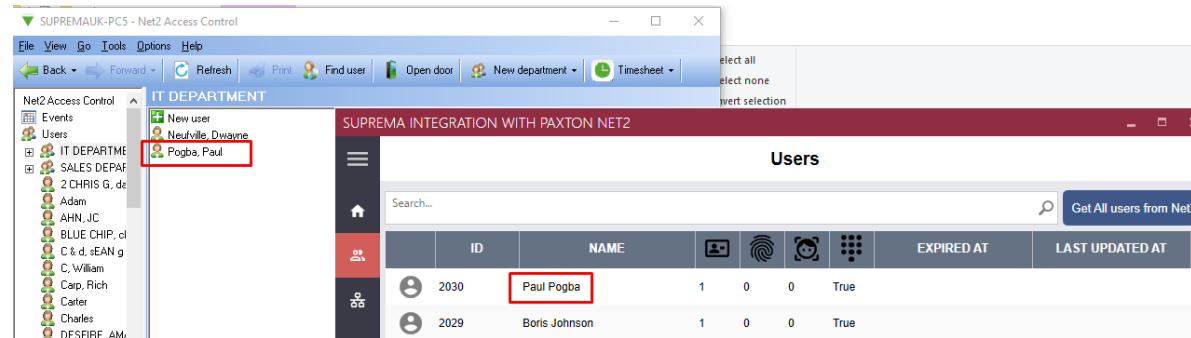 SUPREMAUK-PC5 - Net2 Access Control
File View Go Tools Options Help
Back Forward Refresh Print Find user Open door New department Timesheet
elect all
elect none
nvert selection
Net2 Access Control
Events
Users
IT DEPARTME
SALES DEPAR
2 CHRIS G, da
Adam
AHN, JC
BLUE CHIP, cl
C & d, sEAN g
C, William
Carp, Rich
Carter
Charles
DESFIRE, AM
IT DEPARTMENT
New user
Neufville, Dwayne
Pogba, Paul
SUPREMA INTEGRATION WITH PAXTON NET2
Users
Search...
Get All users from Net
ID NAME EXPIRED AT LAST UPDATED AT
2030 Paul Pogba 1 0 0 True
2029 Boris Johnson 1 0 0 True